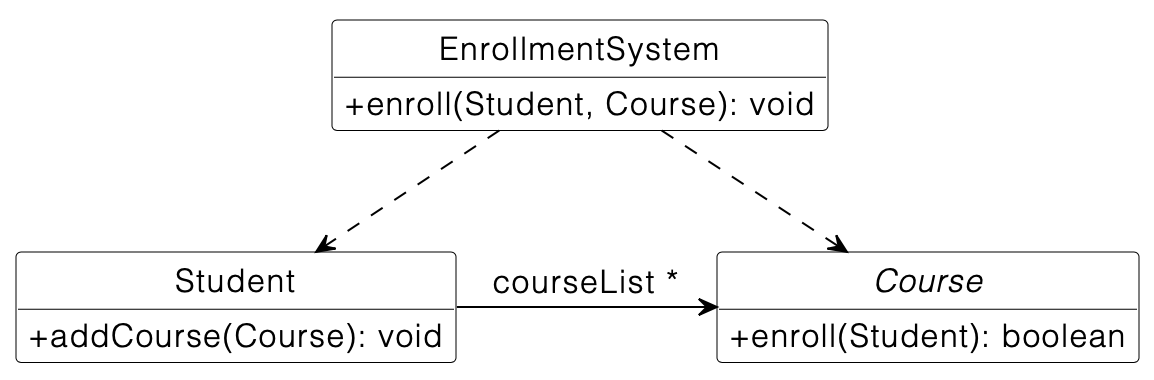 EnrollmentSystem
+enroll(Student, Course): void
Student
+addCourse(Course): void
courseList *
Course
+enroll(Student): boolean